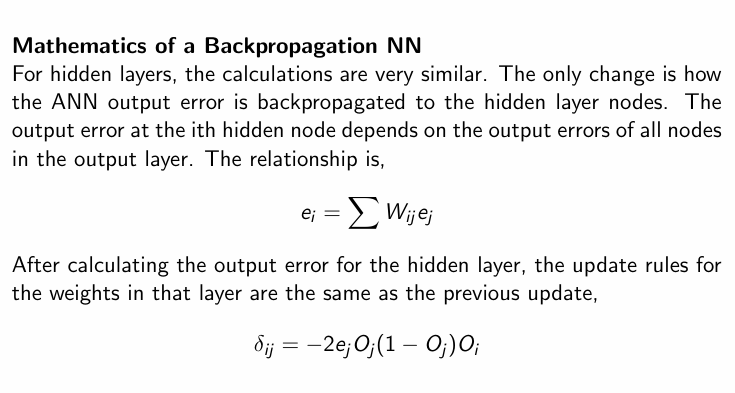 Mathematics of a Backpropagation NN
For hidden layers, the calculations are very similar. The only change is how
the ANN output error is backpropagated to the hidden layer nodes. The
output error at the ith hidden node depends on the output errors of all nodes
in the output layer. The relationship is,
e_i = ∑ W_{ij} e_j
After calculating the output error for the hidden layer, the update rules for
the weights in that layer are the same as the previous update,
δ_{ij} = −2e_j O_j(1 − O_j)O_i